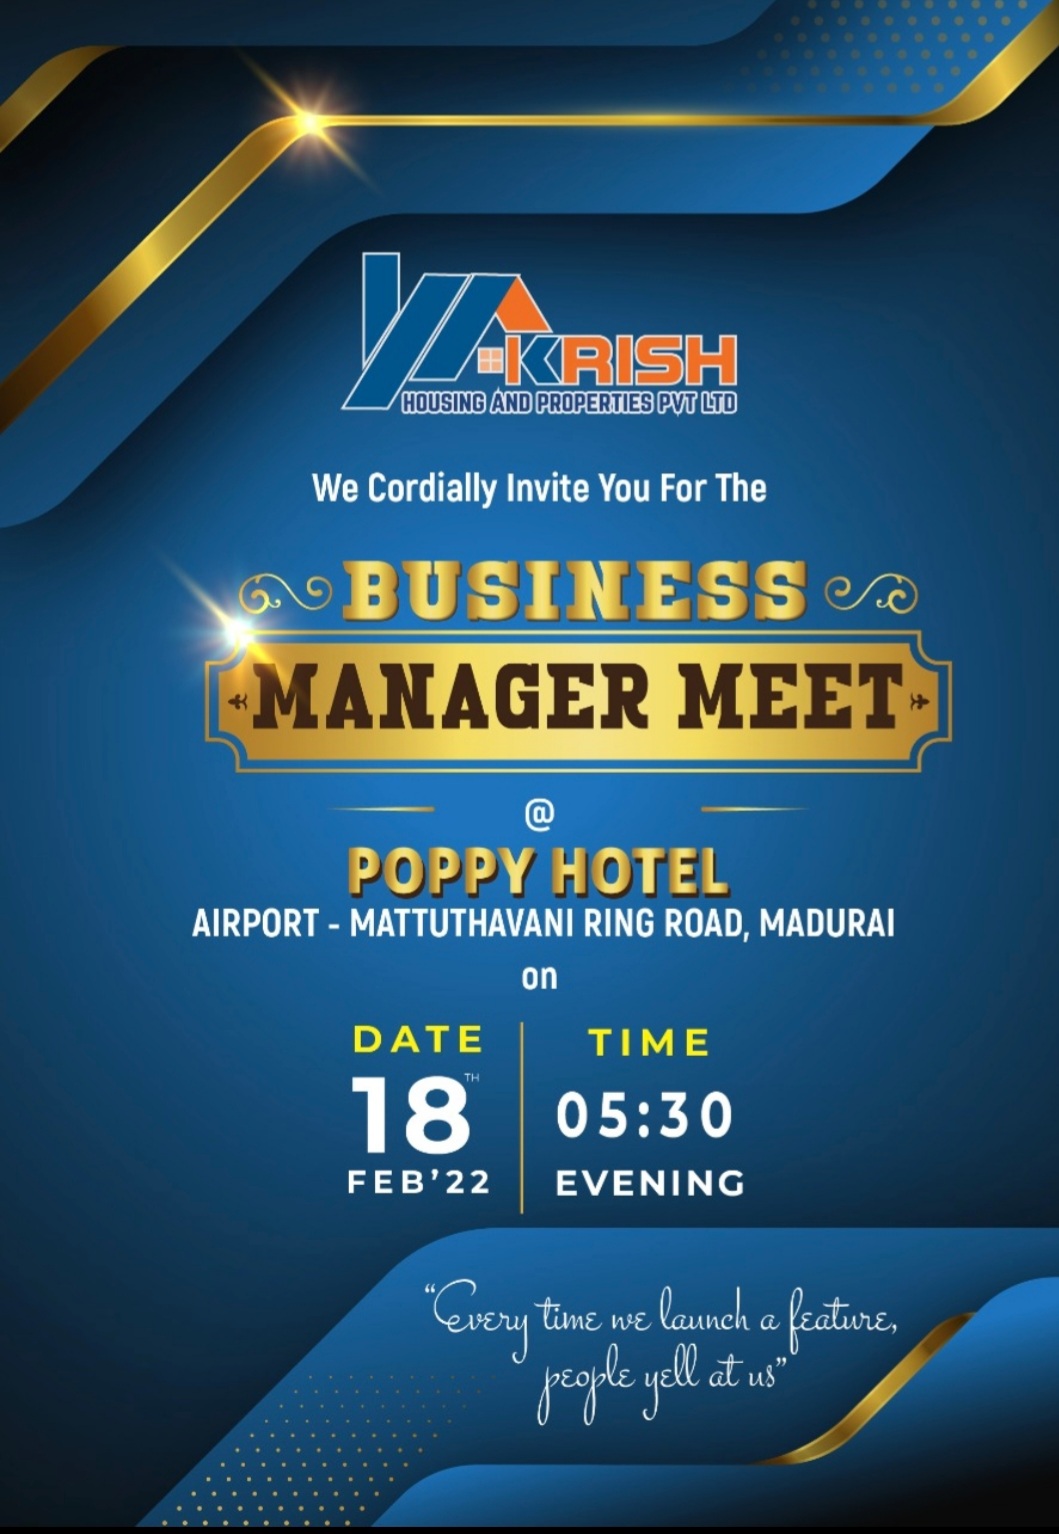 KRISH
HOUSING AND PROPERTIES PVT LTD
We Cordially Invite You For The
BUSINESS
MANAGER MEET
@
POPPY HOTEL
AIRPORT - MATTUTHAVANI RING ROAD, MADURAI
on
DATE
18TH
FEB’22
TIME
05:30
EVENING
“Every time we launch a feature,
people yell at us”